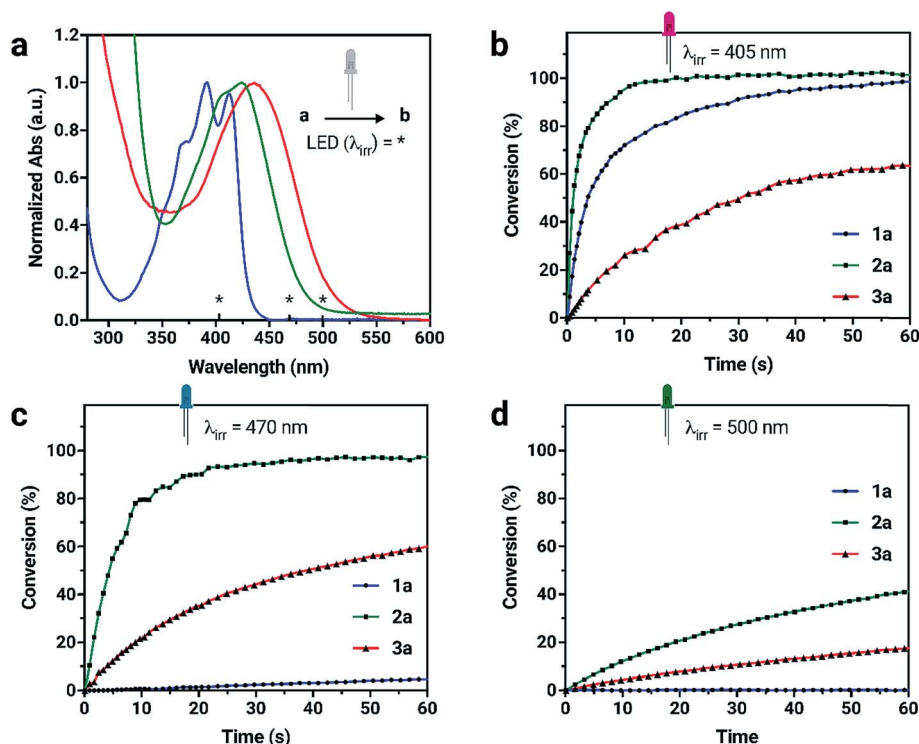 a
Normalized Abs (a.u.)
1.2
1.0
0.8
0.6
0.4
0.2
0.0
300 350 400 450 500 550 600
Wavelength (nm)
a → b
LED (λirr) = *
* * *
b
λirr = 405 nm
Conversion (%)
100
80
60
40
20
0
0 10 20 30 40 50 60
Time (s)
1a
2a
3a
c
λirr = 470 nm
Conversion (%)
100
80
60
40
20
0
0 10 20 30 40 50 60
Time (s)
1a
2a
3a
d
λirr = 500 nm
Conversion (%)
100
80
60
40
20
0
0 10 20 30 40 50 60
Time
1a
2a
3a